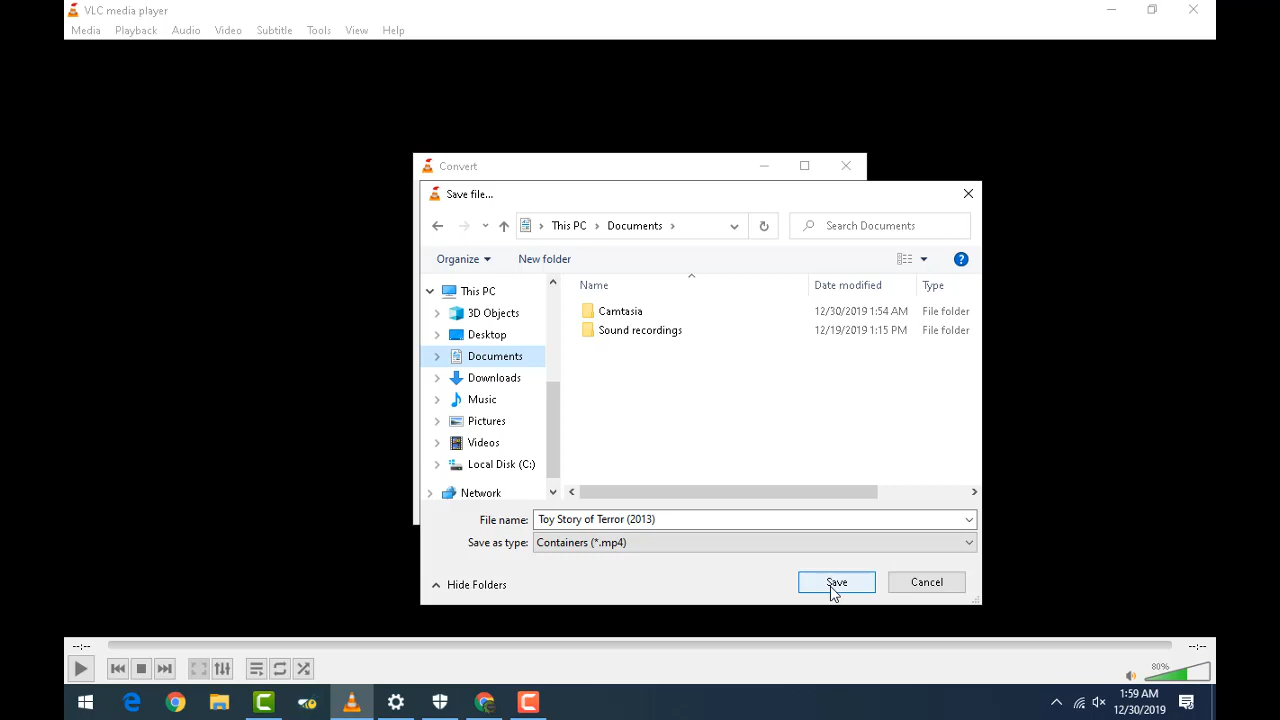 VLC media player
Media Playback Audio Video Subtitle Tools View Help
Convert
Save file...
This PC Documents
Search Documents
Organize New folder
Name Date modified Type
This PC
3D Objects
Desktop
Documents
Downloads
Music
Pictures
Videos
Local Disk (C:)
Network
Camtasia 12/30/2019 1:54 AM File folder
Sound recordings 12/19/2019 1:15 PM File folder
File name: Toy Story of Terror (2013)
Save as type: Containers (*.mp4)
Hide Folders
Save Cancel
--:-- --:--
80%
1:59 AM
12/30/2019